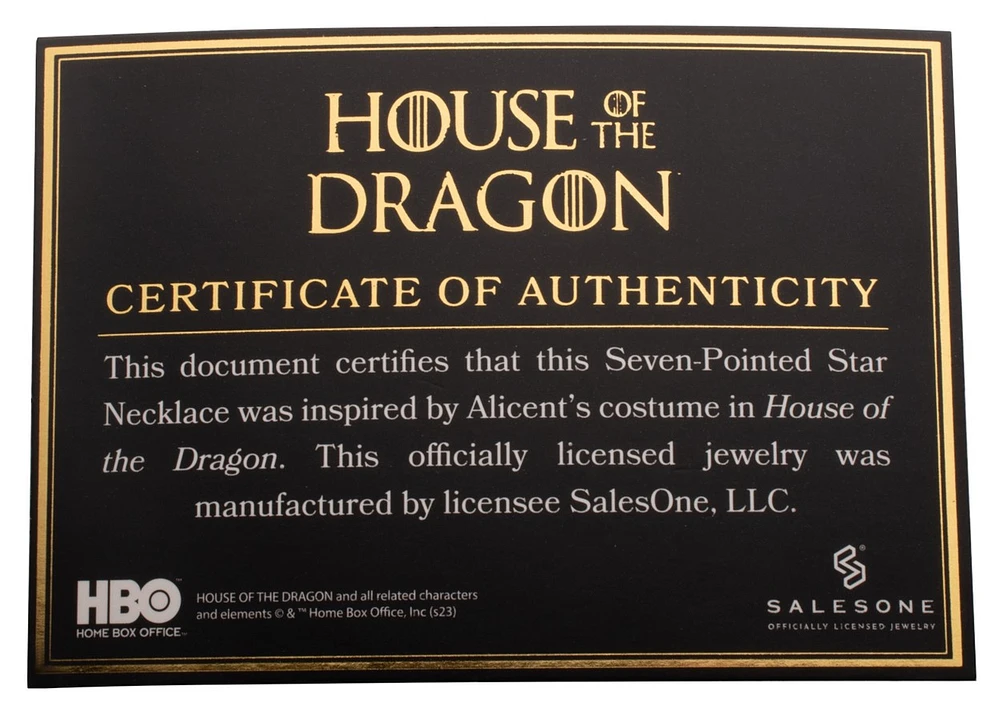 HOUSE OF THE
DRAGON
CERTIFICATE OF AUTHENTICITY
This document certifies that this Seven-Pointed Star
Necklace was inspired by Alicent's costume in House of
the Dragon. This officially licensed jewelry was
manufactured by licensee SalesOne, LLC.
HBO™
HOME BOX OFFICE™
HOUSE OF THE DRAGON and all related characters
and elements © & ™ Home Box Office, Inc (s23)
®
SALESONE
OFFICIALLY LICENSED JEWELRY